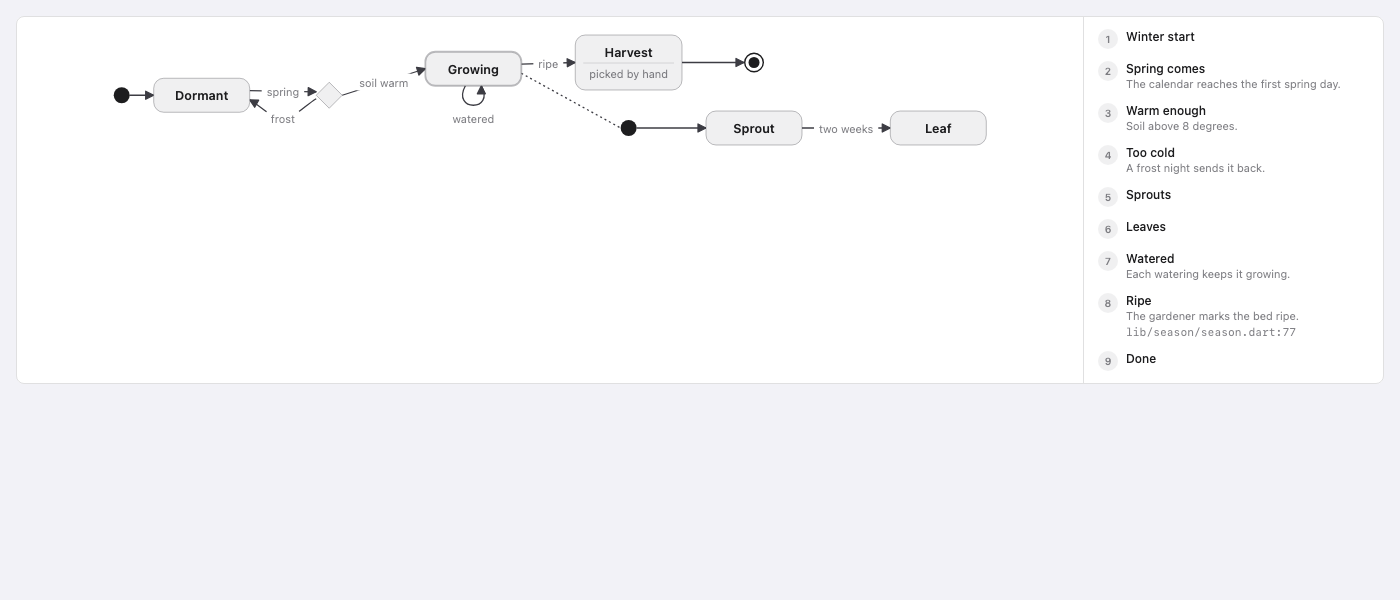 Dormant
spring
frost
soil warm
Growing
watered
ripe
Harvest
picked by hand
Sprout
two weeks
Leaf
1 Winter start
2 Spring comes
The calendar reaches the first spring day.
3 Warm enough
Soil above 8 degrees.
4 Too cold
A frost night sends it back.
5 Sprouts
6 Leaves
7 Watered
Each watering keeps it growing.
8 Ripe
The gardener marks the bed ripe.
lib/season/season.dart:77
9 Done